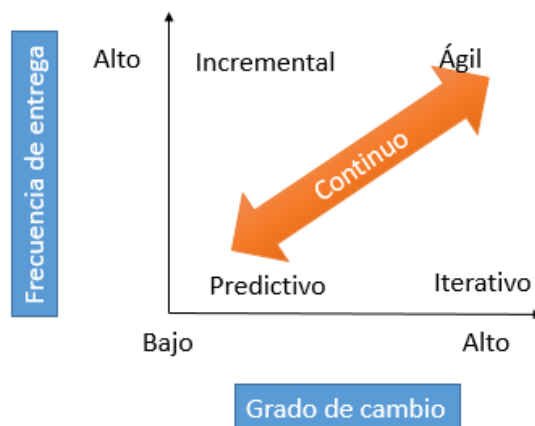 Frecuencia de entrega
Alto
Incremental
Ágil
Continuo
Predictivo
Iterativo
Bajo
Alto
Grado de cambio